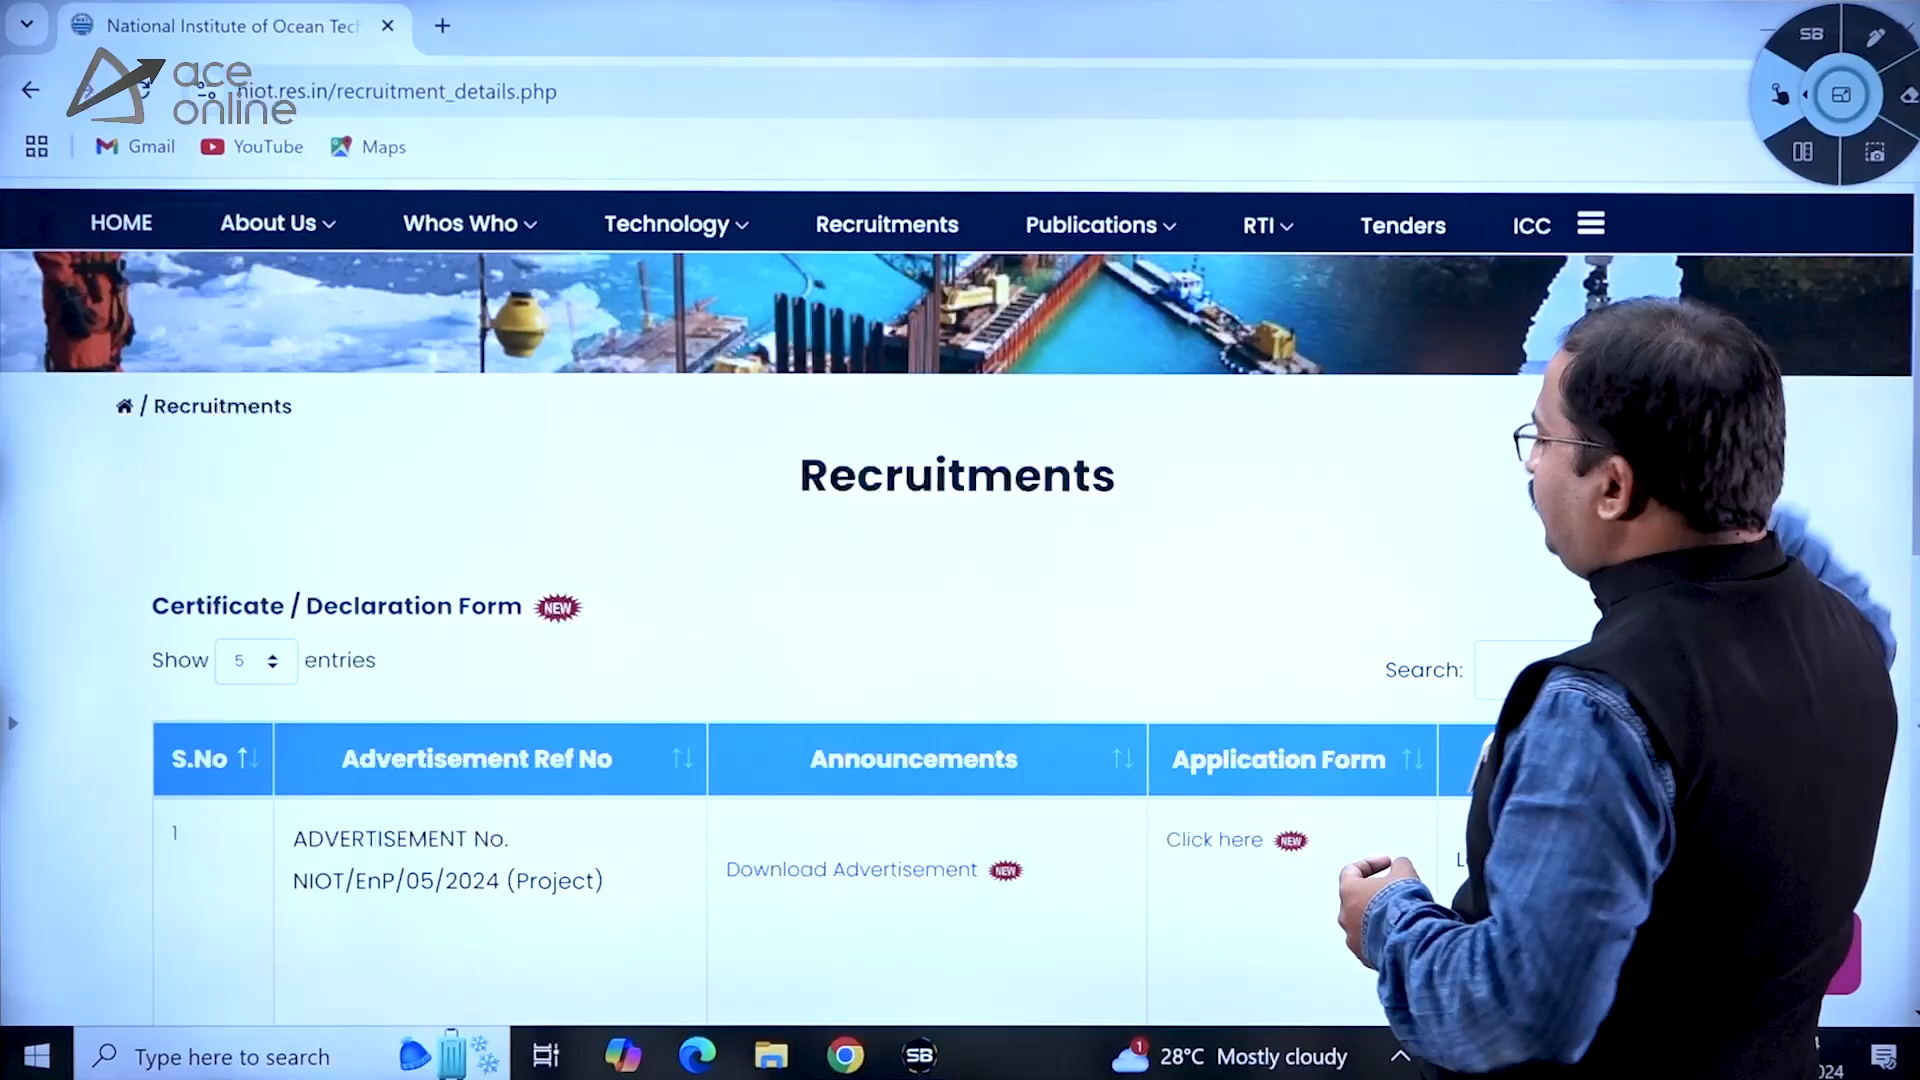 National Institute of Ocean Tec
ace
online
niot.res.in/recruitment_details.php
SB
Gmail
YouTube
Maps
HOME
About Us
Whos Who
Technology
Recruitments
Publications
RTI
Tenders
ICC
/ Recruitments
Recruitments
Certificate / Declaration Form NEW
Show 5 entries
Search:
S.No
Advertisement Ref No
Announcements
Application Form
1
ADVERTISEMENT No.
NIOT/EnP/05/2024 (Project)
Download Advertisement NEW
Click here NEW
Type here to search
SB
1
28°C Mostly cloudy
024